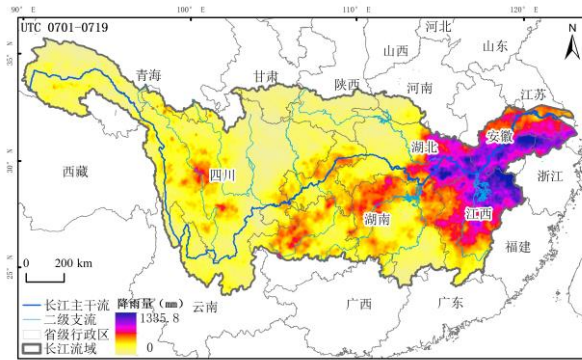 UTC 0701-0719
100° E
110° E
120° E
N
35° N
30° N
25° N
河北
山西
山东
青海
甘肃
陕西
河南
江苏
安徽
湖北
四川
西藏
浙江
湖南
江西
福建
云南
广西
广东
0 200 km
长江主干流
二级支流
省级行政区
长江流域
降雨量 (mm)
1335.8
0